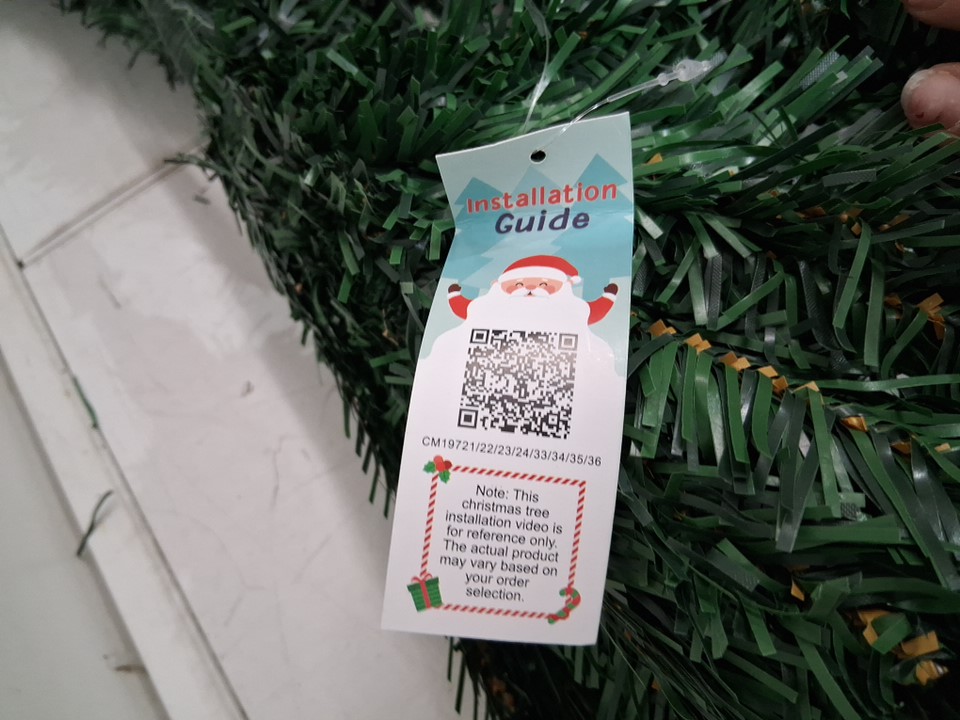 Installation
Guide
CM19721/22/23/24/33/34/35/36
Note: This
christmas tree
installation video is
for reference only.
The actual product
may vary based on
your order
selection.